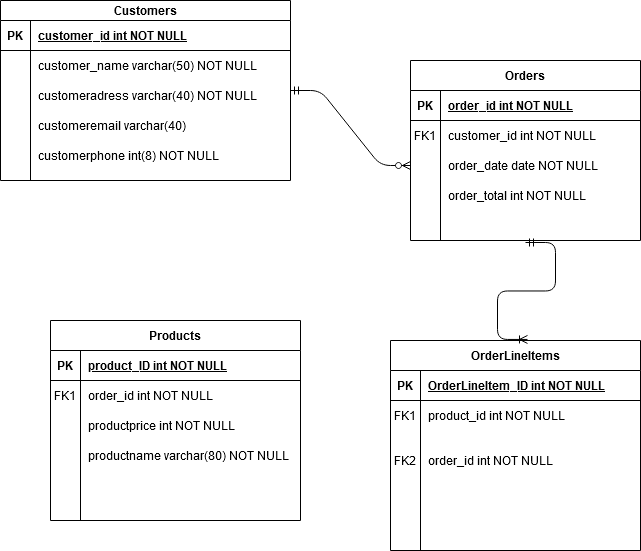 Customers
PK customer_id int NOT NULL
customer_name varchar(50) NOT NULL
customeradress varchar(40) NOT NULL
customeremail varchar(40)
customerphone int(8) NOT NULL
Orders
PK order_id int NOT NULL
FK1 customer_id int NOT NULL
order_date date NOT NULL
order_total int NOT NULL
Products
PK product_ID int NOT NULL
FK1 order_id int NOT NULL
productprice int NOT NULL
productname varchar(80) NOT NULL
OrderLineItems
PK OrderLineItem_ID int NOT NULL
FK1 product_id int NOT NULL
FK2 order_id int NOT NULL